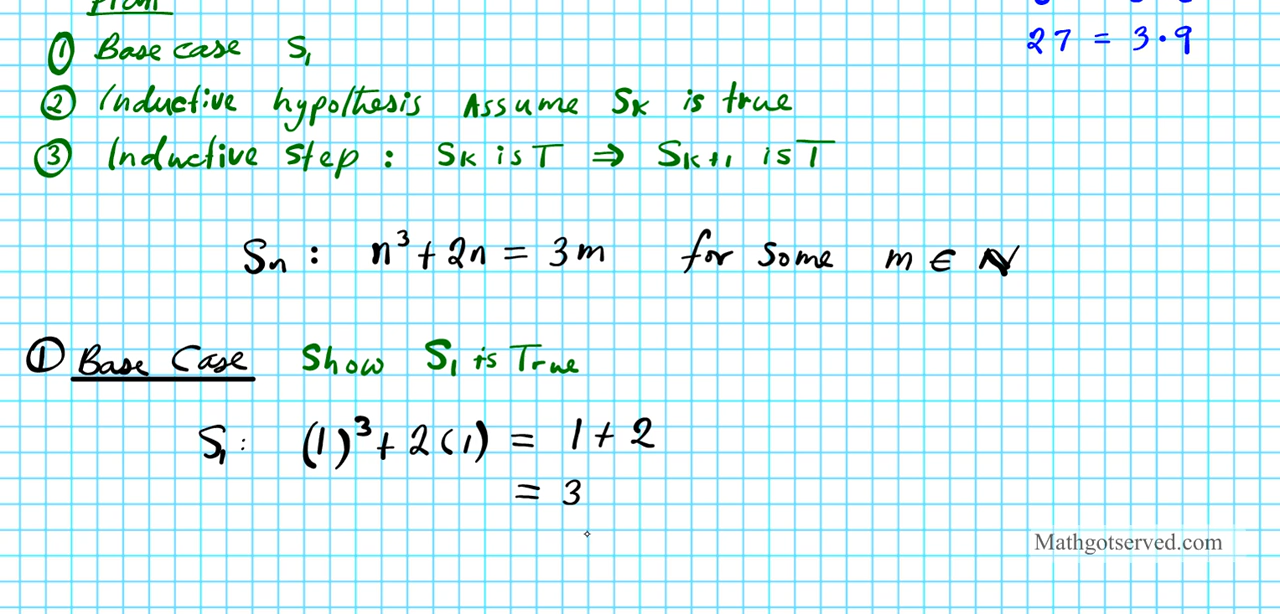 Plan
① Base case S₁
② Inductive hypothesis Assume Sₖ is true
③ Inductive Step : Sₖ is T ⇒ Sₖ₊₁ is T
27 = 3·9
Sₙ : n³ + 2n = 3m for some m ∈ ℕ
① Base Case Show S₁ is True
S₁ : (1)³ + 2(1) = 1 + 2
= 3
Mathgotserved.com